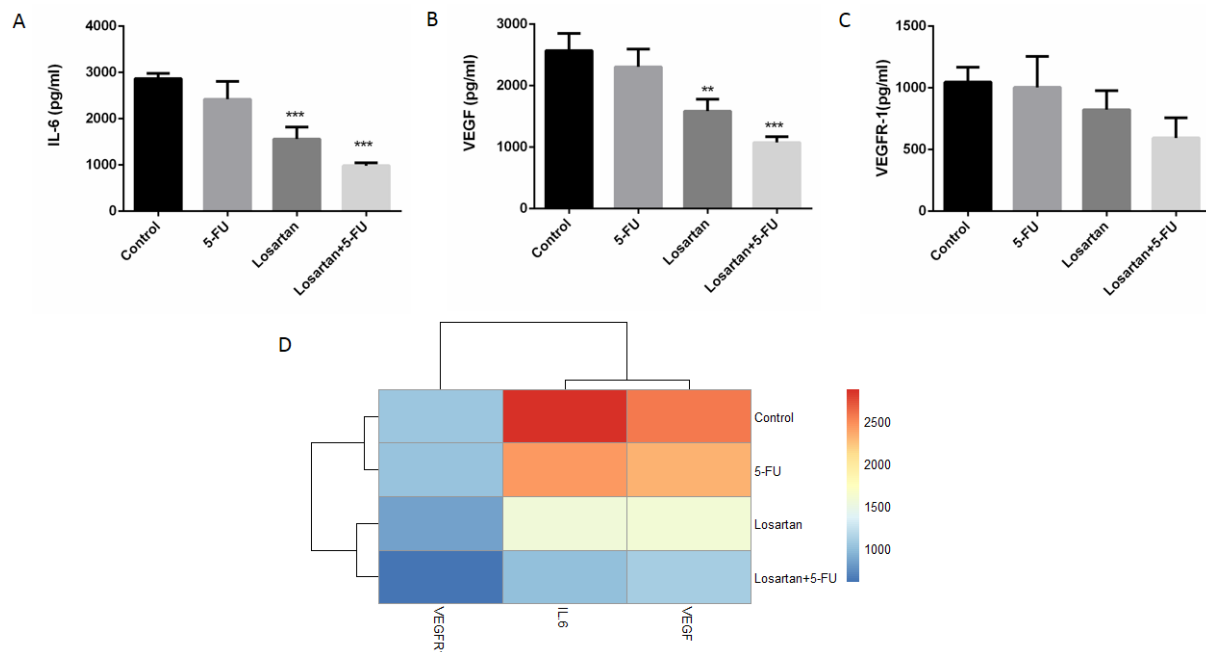 A
IL-6 (pg/ml)
4000
3000
2000
1000
0
***
***
Control
5-FU
Losartan
Losartan+5-FU
B
VEGF (pg/ml)
3000
2000
1000
0
**
***
Control
5-FU
Losartan
Losartan+5-FU
C
VEGFR-1(pg/ml)
1500
1000
500
0
Control
5-FU
Losartan
Losartan+5-FU
D
Control
5-FU
Losartan
Losartan+5-FU
VEGFR
IL6
VEGF
2500
2000
1500
1000